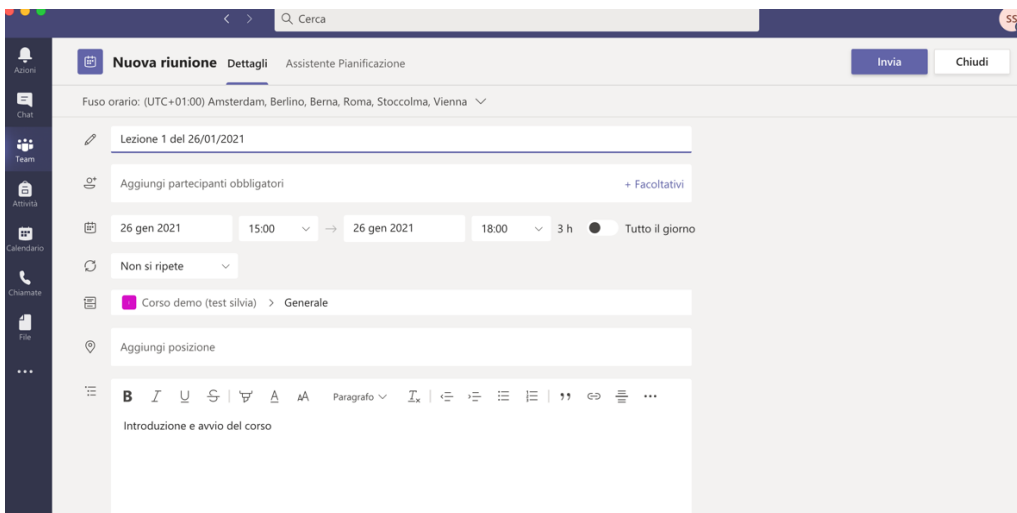 Cerca
SS
Azioni
Chat
Team
Attività
Calendario
Chiamate
File
Nuova riunione Dettagli Assistente Pianificazione Invia Chiudi
Fuso orario: (UTC+01:00) Amsterdam, Berlino, Berna, Roma, Stoccolma, Vienna
Lezione 1 del 26/01/2021
Aggiungi partecipanti obbligatori + Facoltativi
26 gen 2021 15:00 → 26 gen 2021 18:00 3 h Tutto il giorno
Non si ripete
Corso demo (test silvia) > Generale
Aggiungi posizione
B I U S A AA Paragrafo Ix
Introduzione e avvio del corso